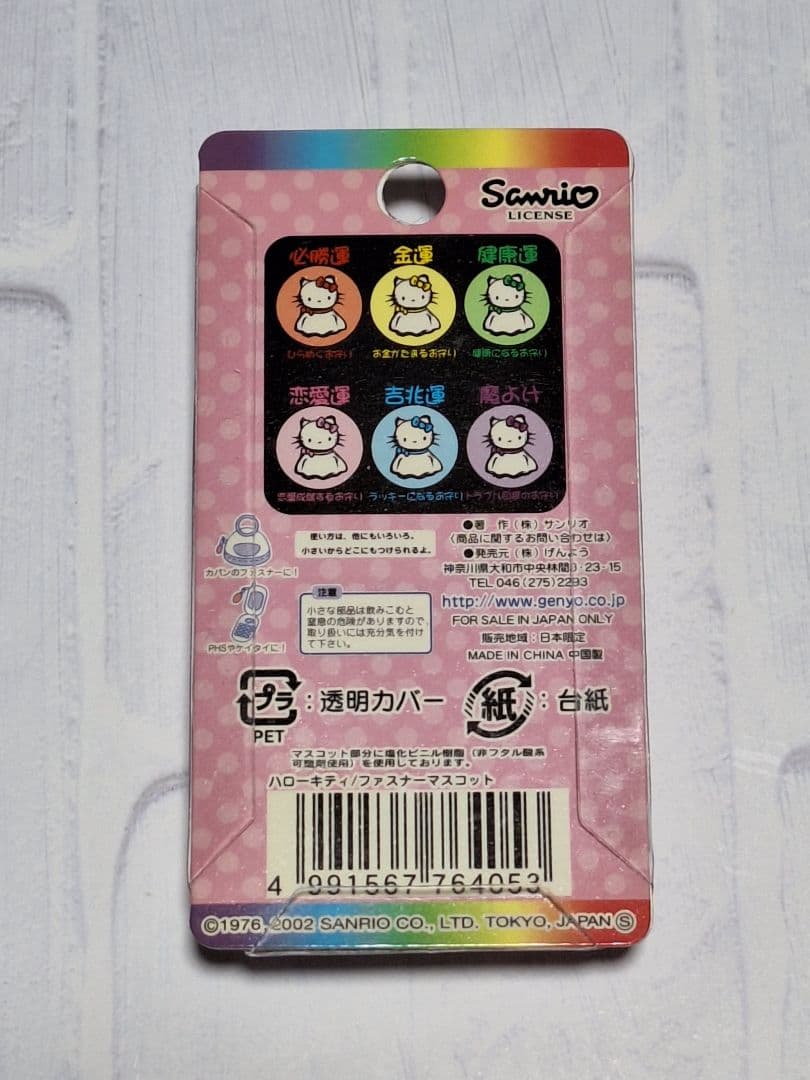 Sanrio
LICENSE
必勝運 金運 健康運
ひらめくお守り お金がたまるお守り 健康になるお守り
恋愛運 吉兆運 魔よけ
恋愛成就するお守り ラッキーになるお守り トラブル回避のお守り
カバンのファスナーに!
PHSやケイタイに!
使い方は、他にもいろいろ。
小さいからどこにもつけられるよ。
注意
小さな部品は飲みこむと
窒息の危険がありますので、
取り扱いには充分気を付け
て下さい。
●著 作(株)サンリオ
〈商品に関するお問い合わせは〉
●発売元(株)げんよう
神奈川県大和市中央林間9-23-15
TEL 046(275)2293
http://www.genyo.co.jp
FOR SALE IN JAPAN ONLY
販売地域:日本限定
MADE IN CHINA 中国製
プラ:透明カバー
PET
紙:台紙
マスコット部分に塩化ビニル樹脂(非フタル酸系
可塑剤使用)を使用しております。
ハローキティ/ファスナーマスコット
4 991567 764053
©1976,2002 SANRIO CO., LTD. TOKYO, JAPAN Ⓢ